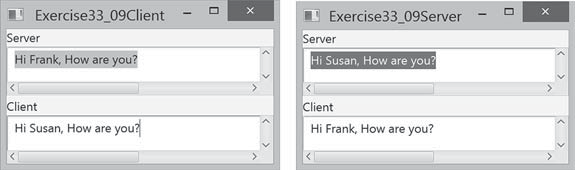 Exercise33_09Client
Server
Hi Frank, How are you?
Client
Hi Susan, How are you?
Exercise33_09Server
Server
Hi Susan, How are you?
Client
Hi Frank, How are you?